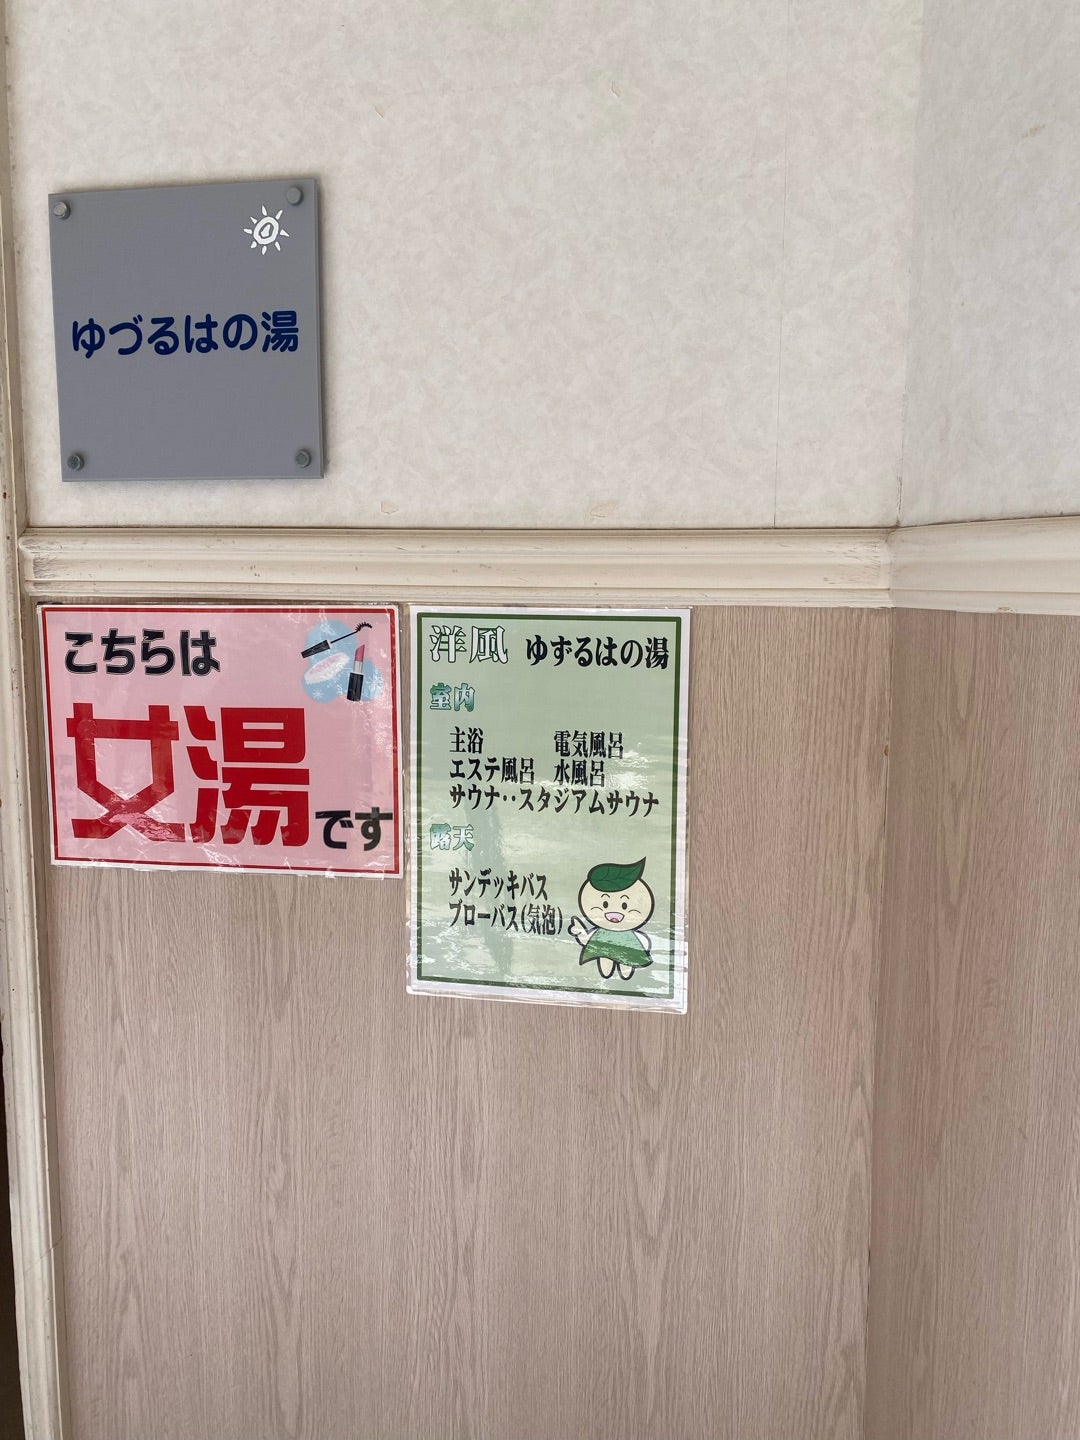 ゆづるはの湯
こちらは
女湯です
洋風 ゆずるはの湯
室内
主浴 電気風呂
エステ風呂 水風呂
サウナ‥スタジアムサウナ
露天
サンデッキバス
ブローバス(気泡)